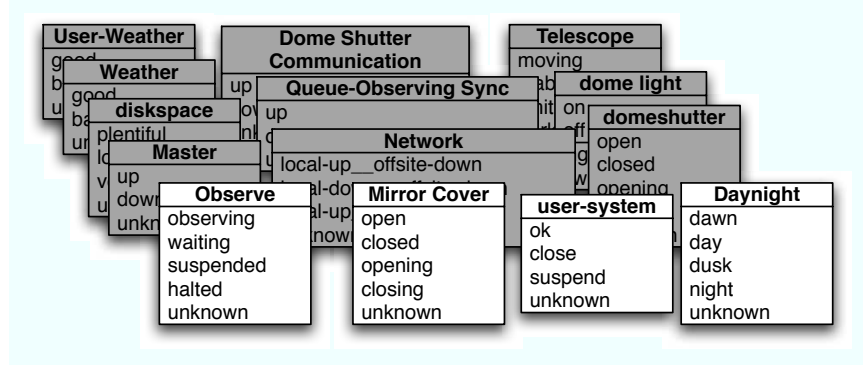 User-Weather
Dome Shutter
Communication
Telescope
moving
Weather
good
up
Queue-Observing Sync
up
dome light
on
diskspace
plentiful
domeshutter
open
closed
opening
Master
up
Network
local-up__offsite-down
Observe
observing
waiting
suspended
halted
unknown
Mirror Cover
open
closed
opening
closing
unknown
user-system
ok
close
suspend
unknown
Daynight
dawn
day
dusk
night
unknown